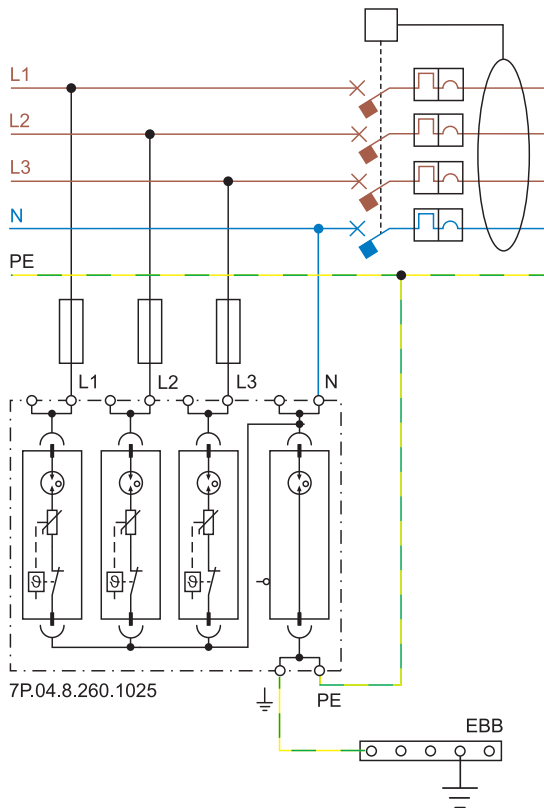 L1
L2
L3
N
PE
L1 L2 L3 N
ϑ ϑ ϑ
7P.04.8.260.1025
PE
EBB